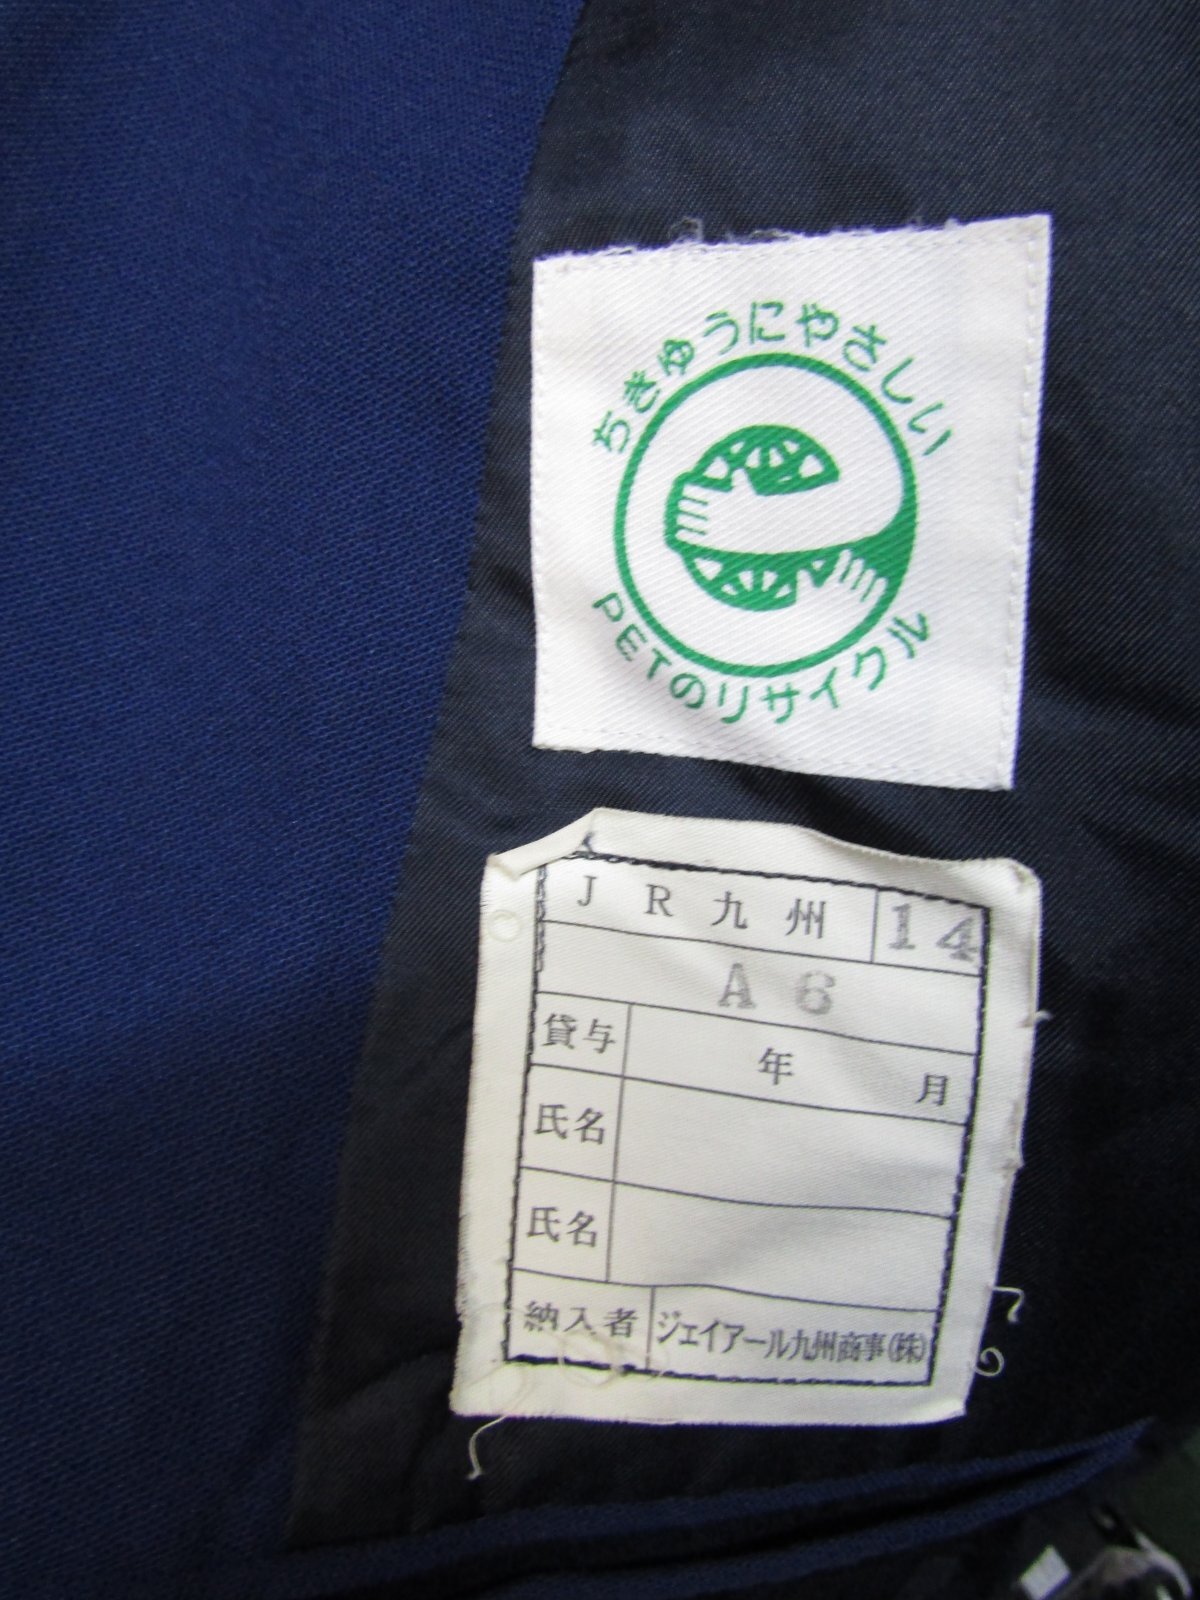 ちきゅうにやさしい
PETのリサイクル
JR九州 14
A6
貸与 年 月
氏名
氏名
納入者 ジェイアール九州商事(株)